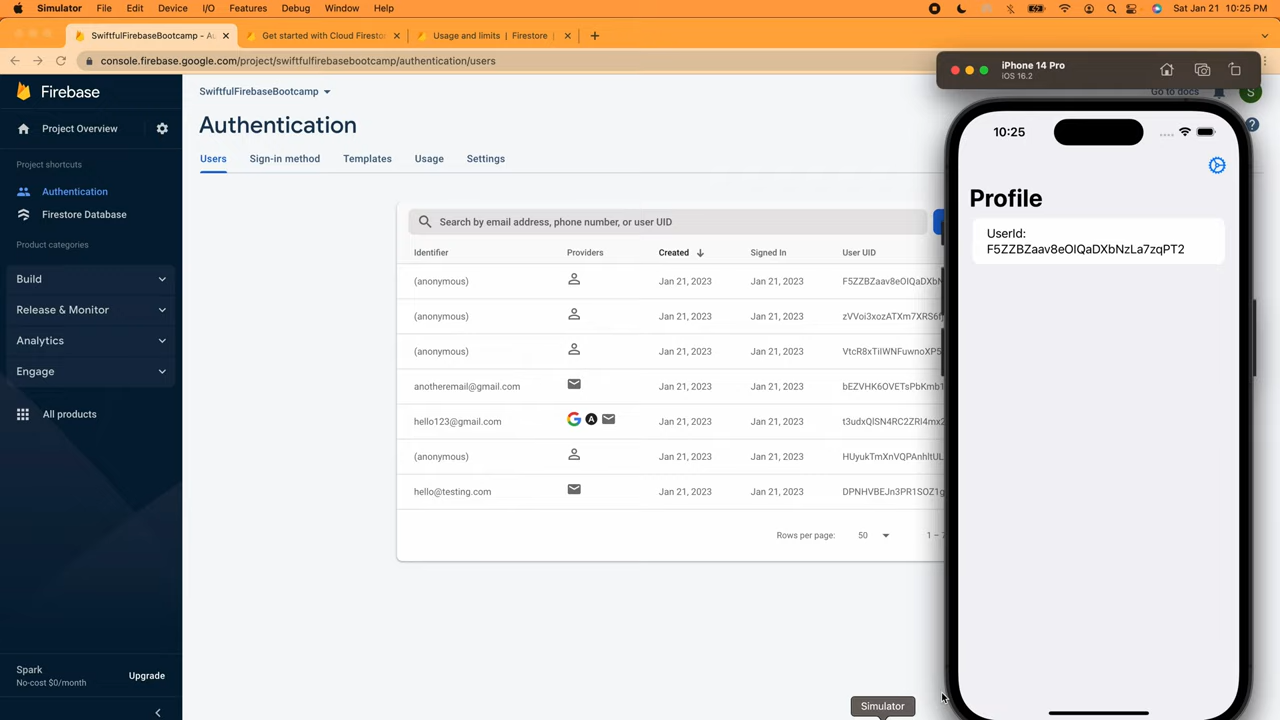 Simulator File Edit Device I/O Features Debug Window Help Sat Jan 21 10:25 PM
SwiftfulFirebaseBootcamp - Au
Get started with Cloud Firesto
Usage and limits | Firestore
console.firebase.google.com/project/swiftfulfirebasebootcamp/authentication/users
iPhone 14 Pro
iOS 16.2
Firebase
SwiftfulFirebaseBootcamp
Go to docs
S
Project Overview
Authentication
Project shortcuts
Authentication
Firestore Database
Product categories
Build
Release & Monitor
Analytics
Engage
All products
Spark
No-cost $0/month
Upgrade
Users Sign-in method Templates Usage Settings
Search by email address, phone number, or user UID
Identifier Providers Created Signed In User UID
(anonymous) Jan 21, 2023 Jan 21, 2023 F5ZZBZaav8eOlQaDXbN
(anonymous) Jan 21, 2023 Jan 21, 2023
(anonymous) Jan 21, 2023 Jan 21, 2023
anotheremail@gmail.com Jan 21, 2023 Jan 21, 2023
hello123@gmail.com Jan 21, 2023 Jan 21, 2023
(anonymous) Jan 21, 2023 Jan 21, 2023
hello@testing.com Jan 21, 2023 Jan 21, 2023
Rows per page: 50
10:25
Profile
UserId:
F5ZZBZaav8eOlQaDXbNzLa7zqPT2
Simulator